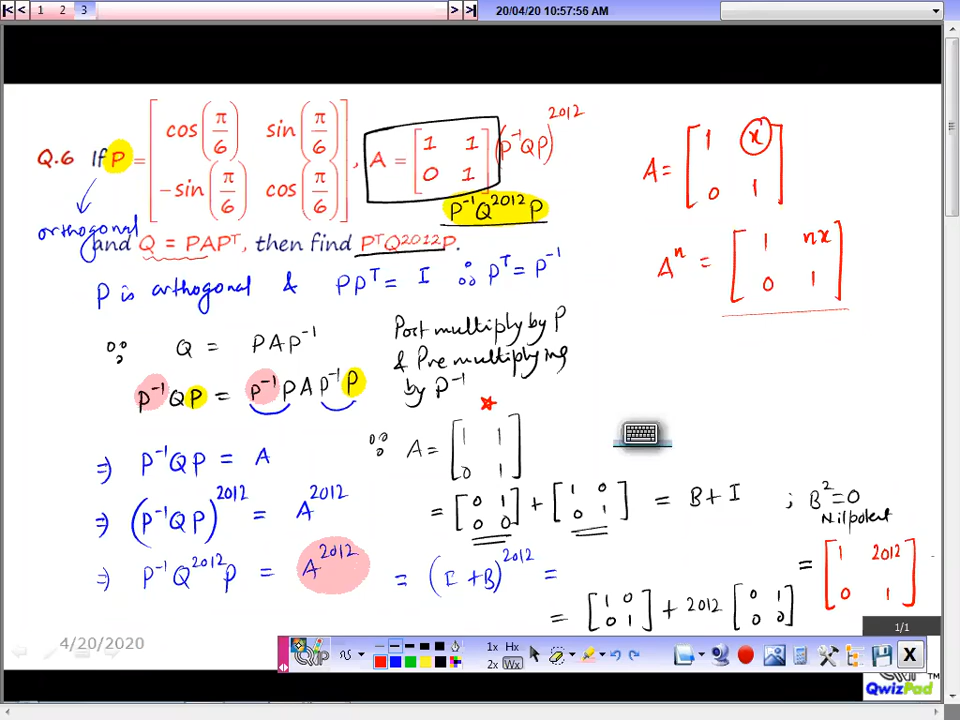 1 2 3
20/04/20 10:57:56 AM
Q.6 If P = [cos(π/6) sin(π/6); -sin(π/6) cos(π/6)], A = [1 1; 0 1] (P⁻¹QP)²⁰¹²
P⁻¹Q²⁰¹²P
orthogonal
and Q = PAPᵀ, then find PᵀQ²⁰¹²P.
P is orthogonal & PPᵀ = I ∴ Pᵀ = P⁻¹
∴ Q = PAP⁻¹
P⁻¹QP = P⁻¹PAP⁻¹P
Post multiply by P
& Pre multiplying
by P⁻¹
⇒ P⁻¹QP = A
⇒ (P⁻¹QP)²⁰¹² = A²⁰¹²
⇒ P⁻¹Q²⁰¹²P = A²⁰¹² = (I + B)²⁰¹² =
∴ A = [1 1; 0 1]
= [0 1; 0 0] + [1 0; 0 1] = B + I ; B² = 0
Nilpotent
= [1 0; 0 1] + 2012 [0 1; 0 0]
= [1 2012; 0 1]
A = [1 x; 0 1]
Aⁿ = [1 nx; 0 1]
4/20/2020
1/1
1x Hx
2x Wx
QwizPad
TM